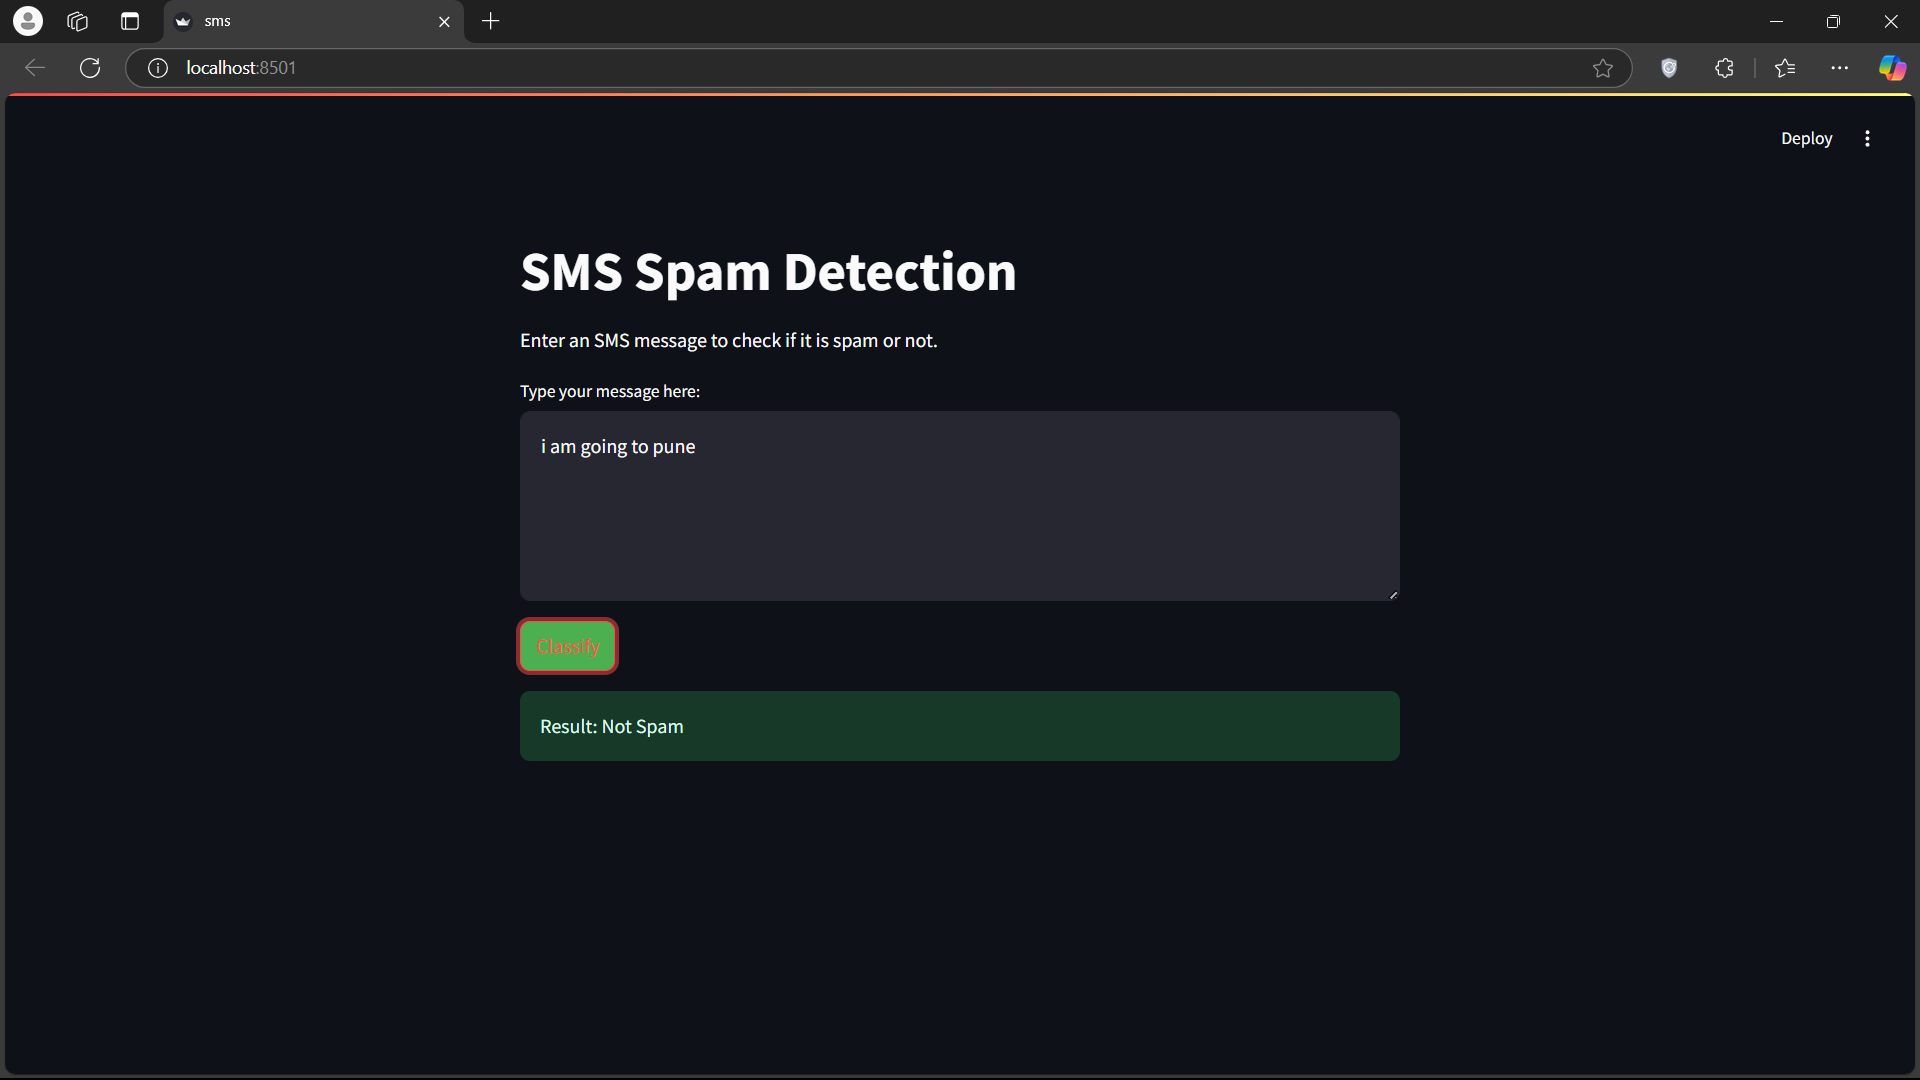 sms
localhost:8501
Deploy
SMS Spam Detection
Enter an SMS message to check if it is spam or not.
Type your message here:
i am going to pune
Classify
Result: Not Spam